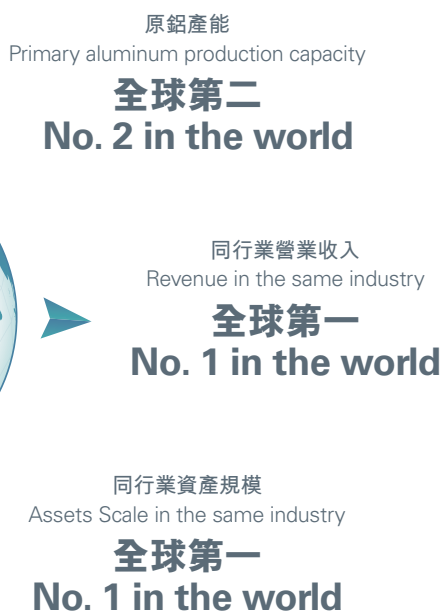 原鋁產能
Primary aluminum production capacity
全球第二
No. 2 in the world
同行業營業收入
Revenue in the same industry
全球第一
No. 1 in the world
同行業資產規模
Assets Scale in the same industry
全球第一
No. 1 in the world